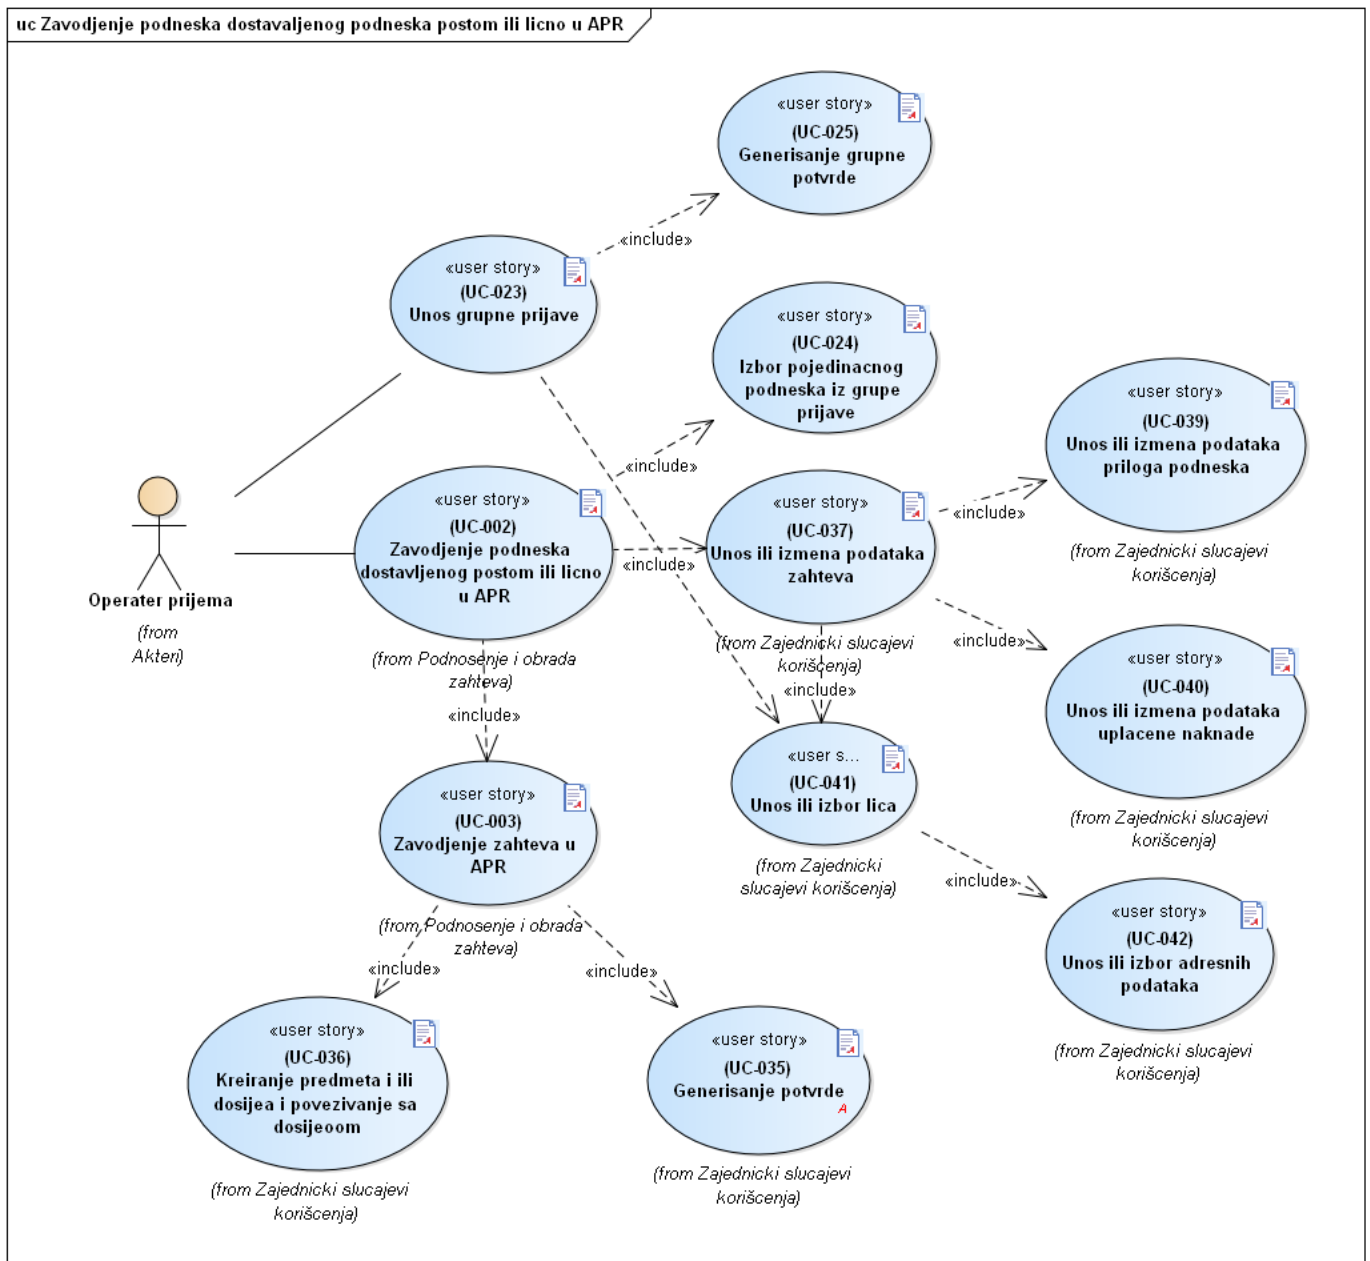 uc Zavodjenje podneska dostavaljenog podneska postom ili licno u APR
«user story»
(UC-025)
Generisanje grupne
potvrde
«include»
«user story»
(UC-023)
Unos grupne prijave
«user story»
(UC-024)
Izbor pojedinacnog
podneska iz grupe
prijave
«include»
«user story»
(UC-039)
Unos ili izmena podataka
priloga podneska
(from Zajednicki slucajevi
korišcenja)
«include»
Operater prijema
(from
Akteri)
«user story»
(UC-002)
Zavodjenje podneska
dostavljenog postom ili licno
u APR
(from Podnosenje i obrada
zahteva)
«include»
«user story»
(UC-037)
Unos ili izmena podataka
zahteva
(from Zajednicki slucajevi
korišcenja)
«include»
«include»
«user story»
(UC-040)
Unos ili izmena podataka
uplacene naknade
(from Zajednicki slucajevi
korišcenja)
«include»
«user story»
(UC-003)
Zavodjenje zahteva u
APR
(from Podnosenje i obrada
zahteva)
«user s...
(UC-041)
Unos ili izbor lica
(from Zajednicki
slucajevi korišcenja)
«include»
«user story»
(UC-042)
Unos ili izbor adresnih
podataka
(from Zajednicki slucajevi
korišcenja)
«include»
«include»
«user story»
(UC-036)
Kreiranje predmeta i ili
dosijea i povezivanje sa
dosijeoom
(from Zajednicki slucajevi
korišcenja)
«user story»
(UC-035)
Generisanje potvrde
A
(from Zajednicki slucajevi
korišcenja)